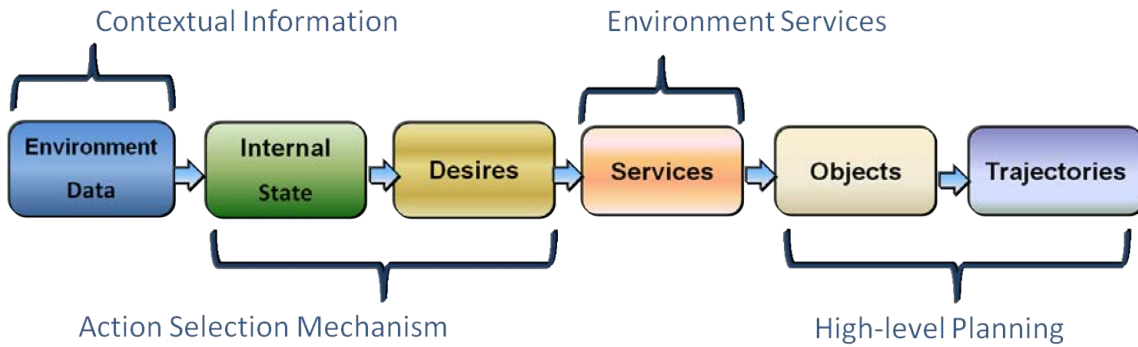 Contextual Information
Environment Services
Environment
Data
Internal
State
Desires
Services
Objects
Trajectories
Action Selection Mechanism
High-level Planning